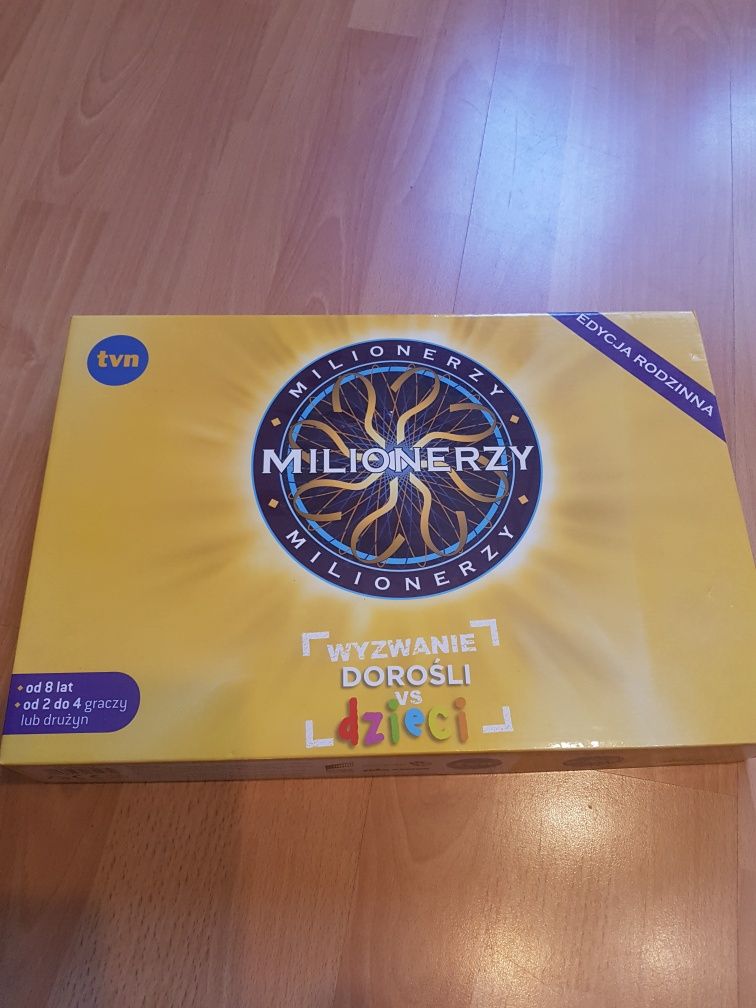 tvn
EDYCJA RODZINNA
MILIONERZY
MILIONERZY
MILIONERZY
WYZWANIE
DOROŚLI
VS
dzieci
• od 8 lat
• od 2 do 4 graczy
lub drużyn